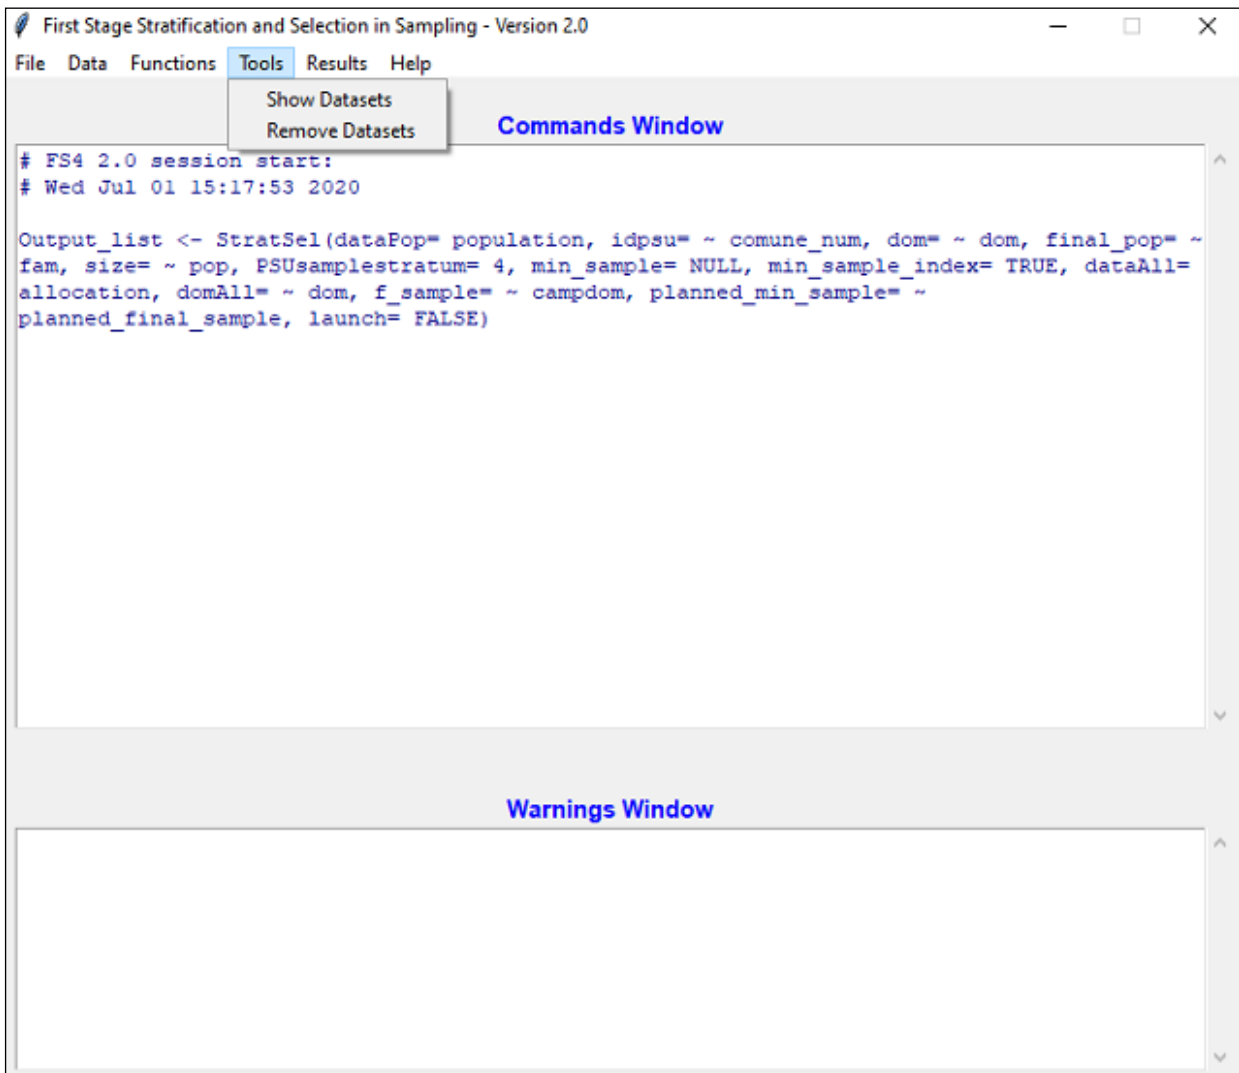 First Stage Stratification and Selection in Sampling - Version 2.0
File Data Functions Tools Results Help
Show Datasets
Remove Datasets
Commands Window
# FS4 2.0 session start:
# Wed Jul 01 15:17:53 2020
Output_list <- StratSel(dataPop= population, idpsu= ~ comune_num, dom= ~ dom, final_pop= ~
fam, size= ~ pop, PSUsamplestratum= 4, min_sample= NULL, min_sample_index= TRUE, dataAll=
allocation, domAll= ~ dom, f_sample= ~ campdom, planned_min_sample= ~
planned_final_sample, launch= FALSE)
Warnings Window